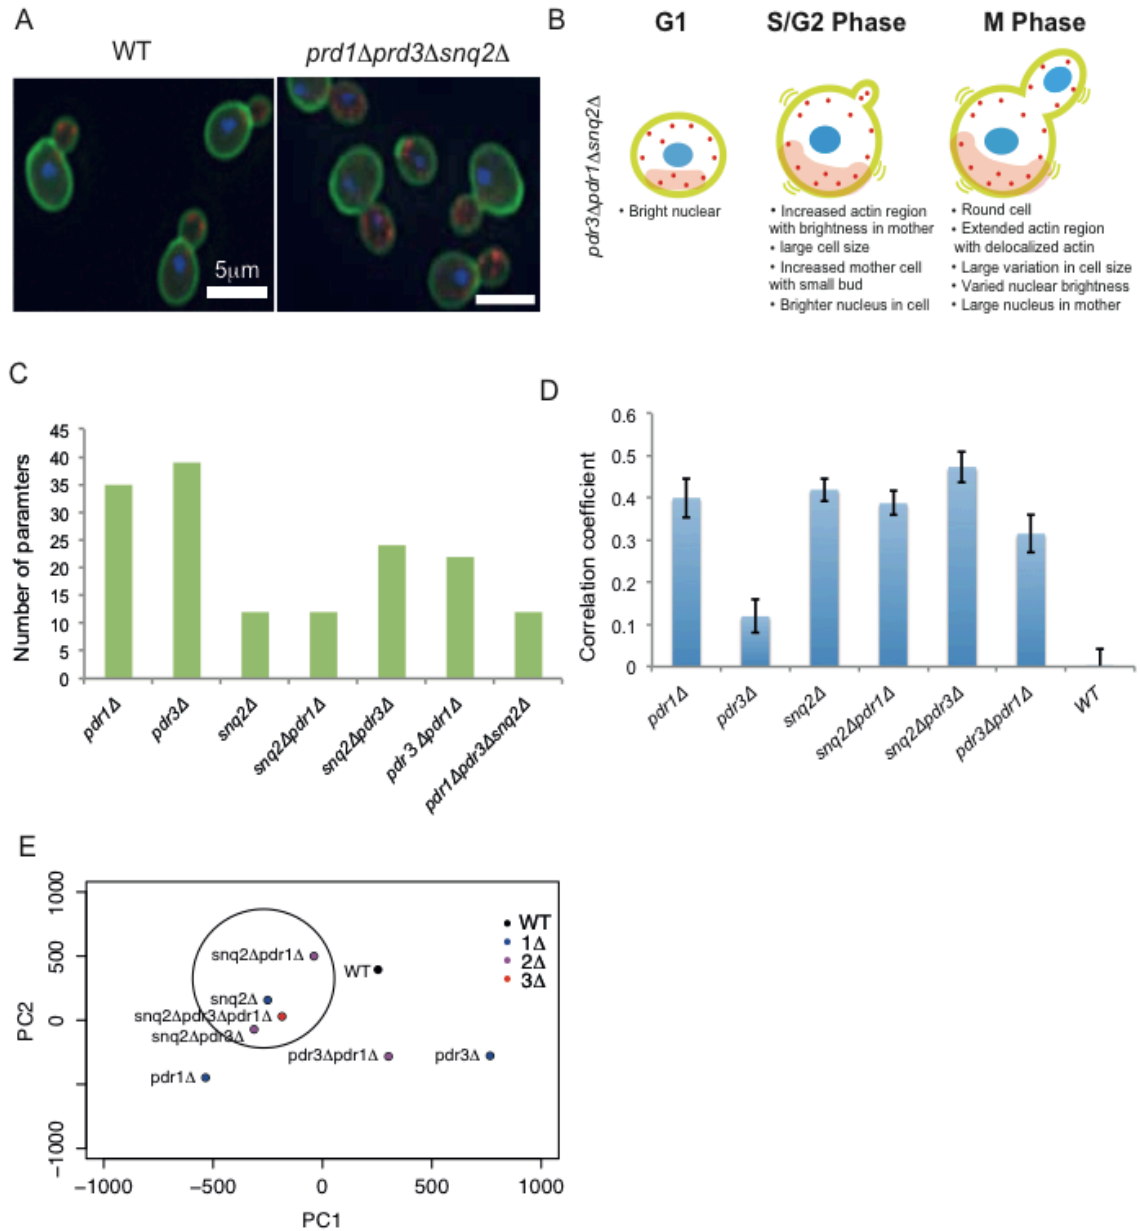 A
WT
prd1Δprd3Δsnq2Δ
5μm
B
G1
S/G2 Phase
M Phase
pdr3Δpdr1Δsnq2Δ
• Bright nuclear
• Increased actin region
with brightness in mother
• large cell size
• Increased mother cell
with small bud
• Brighter nucleus in cell
• Round cell
• Extended actin region
with delocalized actin
• Large variation in cell size
• Varied nuclear brightness
• Large nucleus in mother
C
Number of paramters
45
40
35
30
25
20
15
10
5
0
pdr1Δ
pdr3Δ
snq2Δ
snq2Δpdr1Δ
snq2Δpdr3Δ
pdr3 Δpdr1Δ
pdr1Δpdr3Δsnq2Δ
D
Correlation coefficient
0.6
0.5
0.4
0.3
0.2
0.1
0
pdr1Δ
pdr3Δ
snq2Δ
snq2Δpdr1Δ
snq2Δpdr3Δ
pdr3Δpdr1Δ
WT
E
PC2
1000
500
0
−1000
WT
1Δ
2Δ
3Δ
snq2Δpdr1Δ
WT
snq2Δ
snq2Δpdr3Δpdr1Δ
snq2Δpdr3Δ
pdr3Δpdr1Δ
pdr3Δ
pdr1Δ
−1000
−500
0
500
1000
PC1